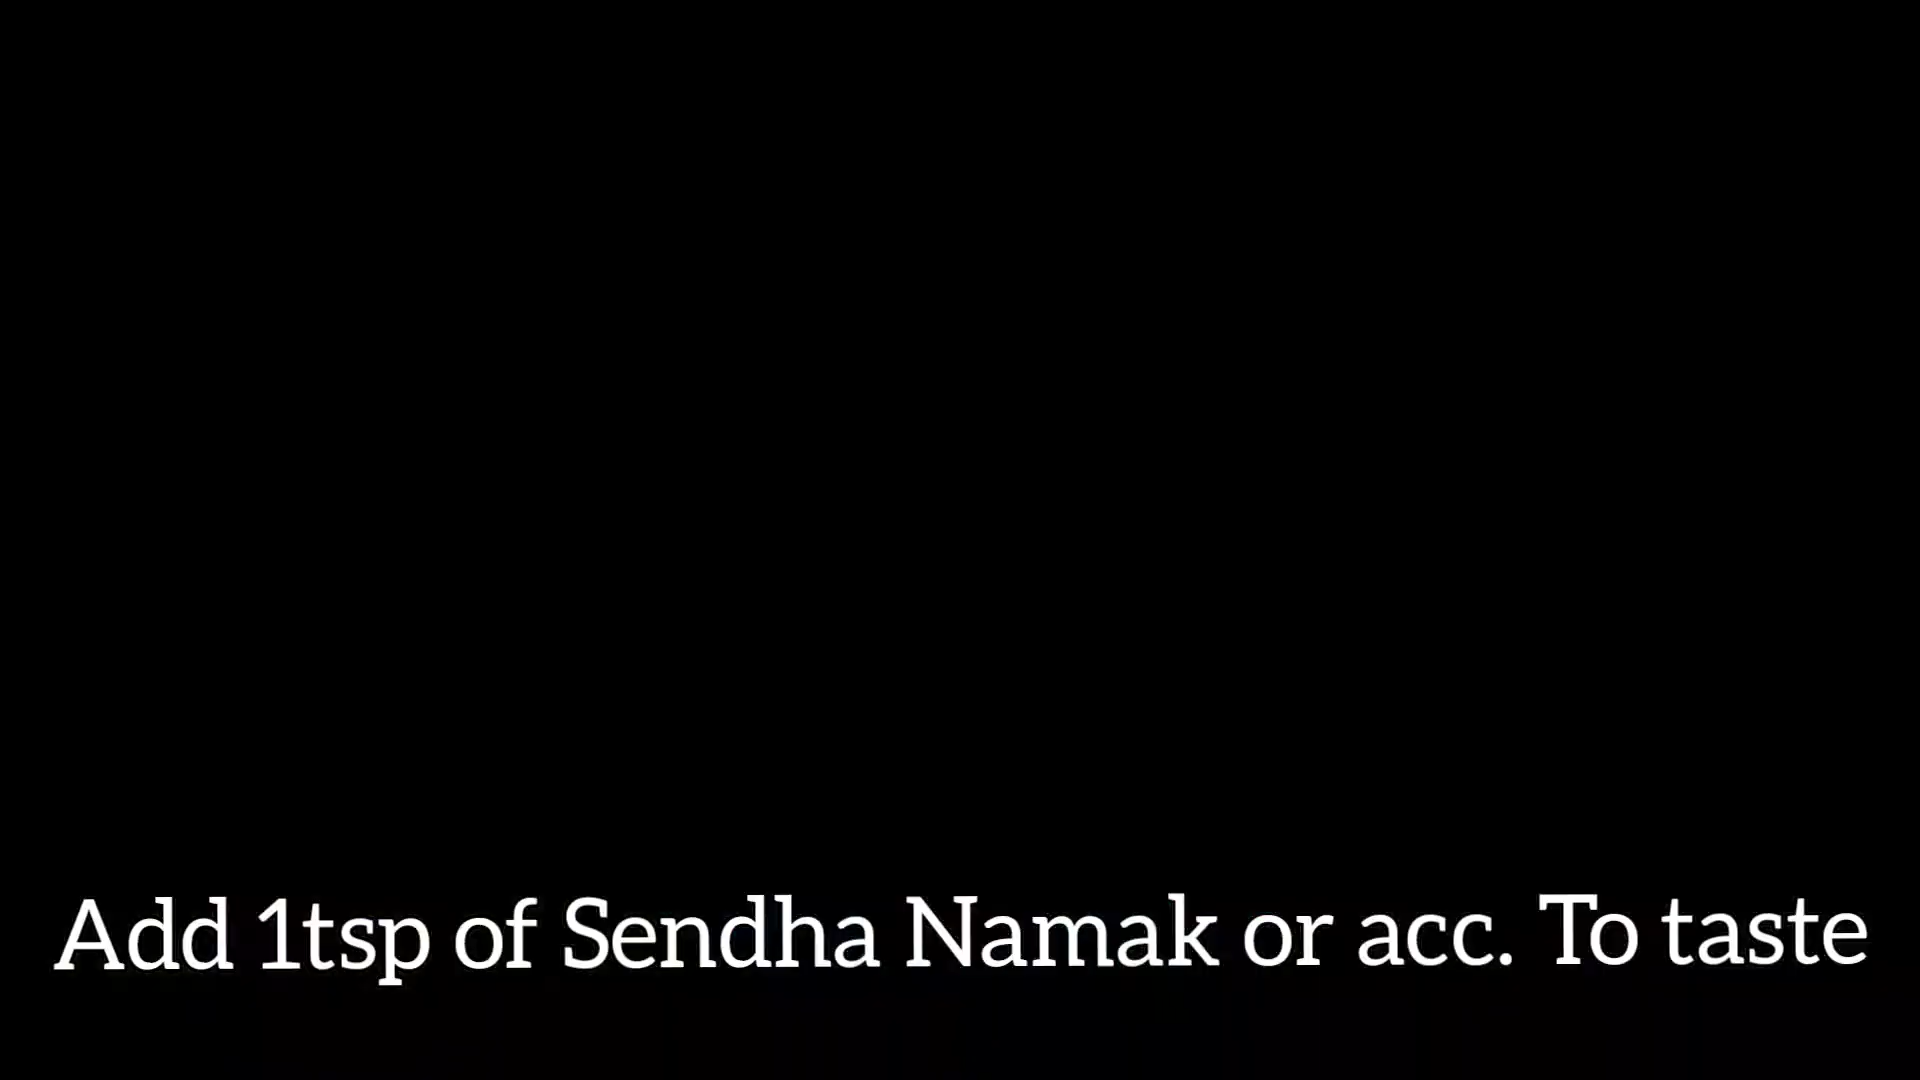 Add 1tsp of Sendha Namak or acc. To taste